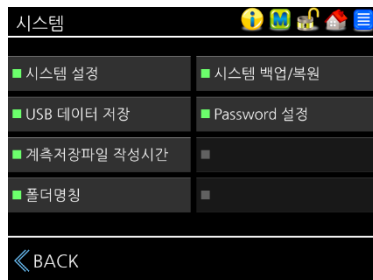 시스템
시스템 설정
시스템 백업/복원
USB 데이터 저장
Password 설정
계측저장파일 작성시간
폴더명칭
BACK